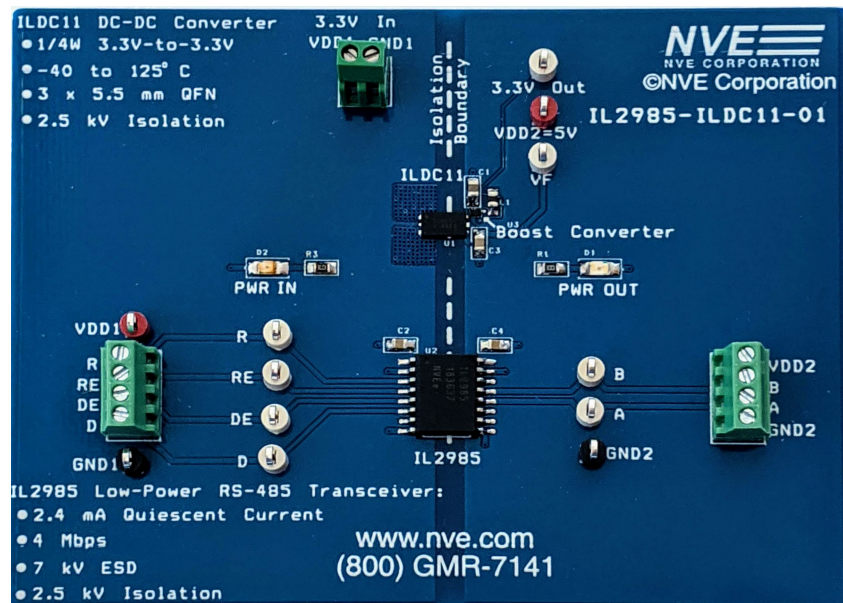 ILDC11 DC-DC Converter
1/4W 3.3V-to-3.3V
-40 to 125°C
3 x 5.5 mm QFN
2.5 kV Isolation
3.3V In
VDD1 GND1
Isolation
Boundary
NVE
NVE CORPORATION
©NVE Corporation
IL2985-ILDC11-01
3.3V Out
VDD2=5V
VF
ILDC11
C1
L1
U3
U1
Boost Converter
C3
D2
R3
PWR IN
R1
D1
PWR OUT
VDD1
R
RE
DE
D
GND1
R
RE
DE
D
C2
C4
U2
NVE
IL2985
B
A
GND2
VDD2
B
A
GND2
IL2985 Low-Power RS-485 Transceiver:
2.4 mA Quiescent Current
4 Mbps
7 kV ESD
2.5 kV Isolation
www.nve.com
(800) GMR-7141